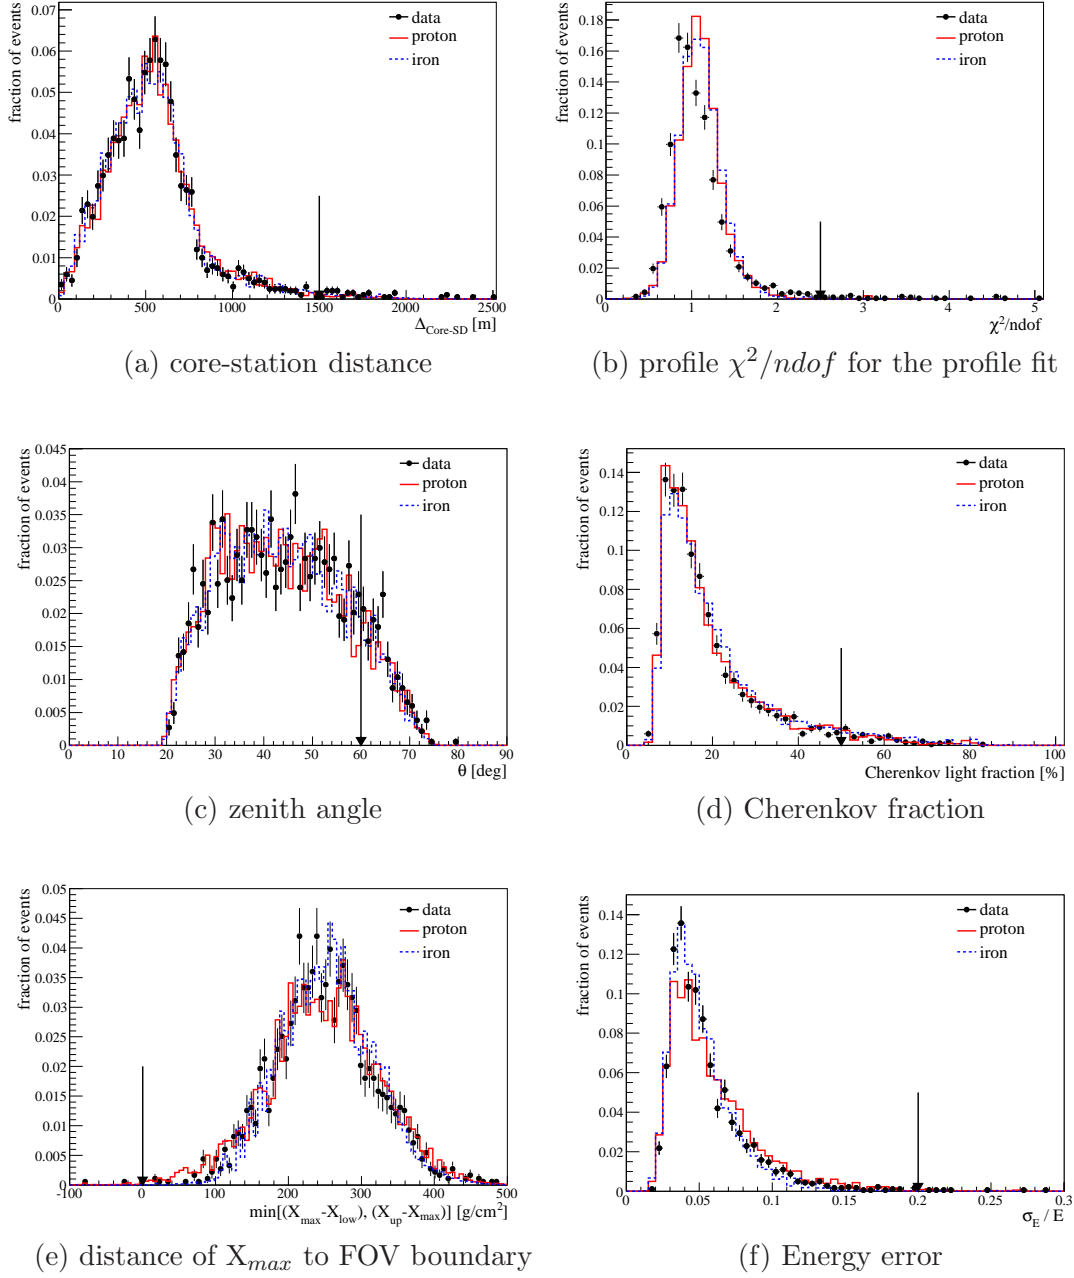 fraction of events
0.07
0.06
0.05
0.04
0.03
0.02
0.01
0
0 500 1000 1500 2000 2500
Δ_Core-SD [m]
data
proton
iron
(a) core-station distance
fraction of events
0.18
0.16
0.14
0.12
0.1
0.08
0.06
0.04
0.02
0
0 1 2 3 4 5
χ²/ndof
data
proton
iron
(b) profile χ²/ndof for the profile fit
fraction of events
0.045
0.04
0.035
0.03
0.025
0.02
0.015
0.01
0.005
0
0 10 20 30 40 50 60 70 80 90
θ [deg]
data
proton
iron
(c) zenith angle
fraction of events
0.14
0.12
0.1
0.08
0.06
0.04
0.02
0
0 20 40 60 80 100
Cherenkov light fraction [%]
data
proton
iron
(d) Cherenkov fraction
fraction of events
0.05
0.045
0.04
0.035
0.03
0.025
0.02
0.015
0.01
0.005
0
-100 0 100 200 300 400 500
min[(X_max-X_low), (X_up-X_max)] [g/cm²]
data
proton
iron
(e) distance of X_max to FOV boundary
fraction of events
0.14
0.12
0.1
0.08
0.06
0.04
0.02
0
0 0.05 0.1 0.15 0.2 0.25 0.3
σ_E / E
data
proton
iron
(f) Energy error